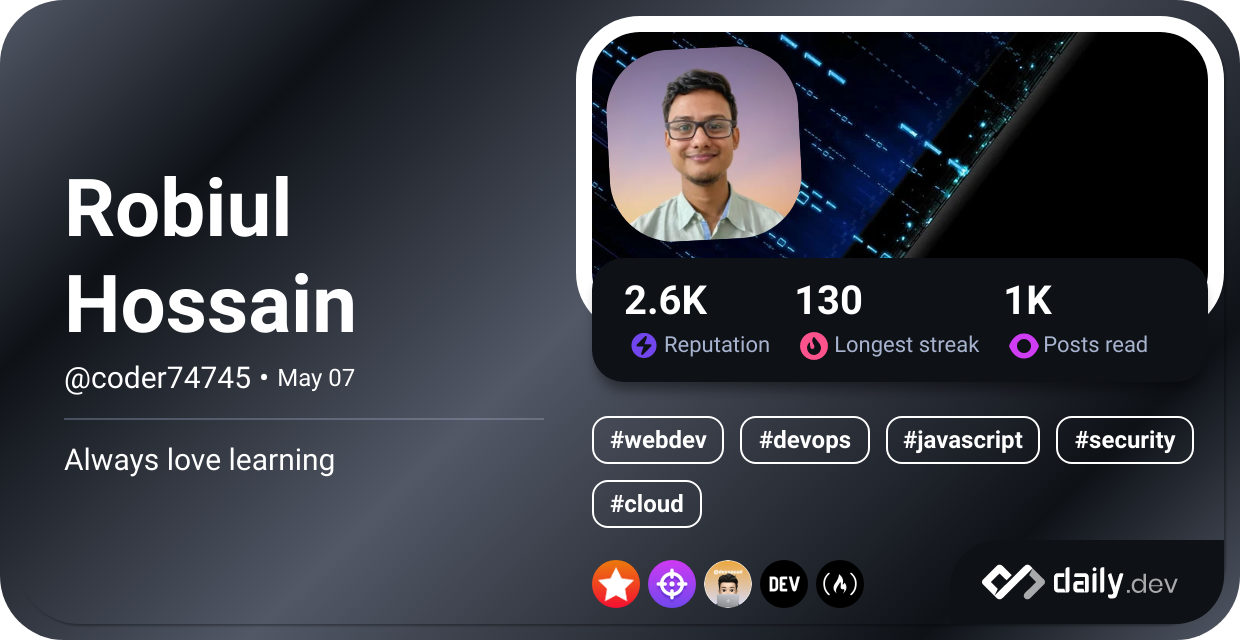 Robiul
Hossain
@coder74745 • May 07
Always love learning
2.6K 130 1K
Reputation Longest streak Posts read
#webdev #devops #javascript #security
#cloud
DEV
daily.dev